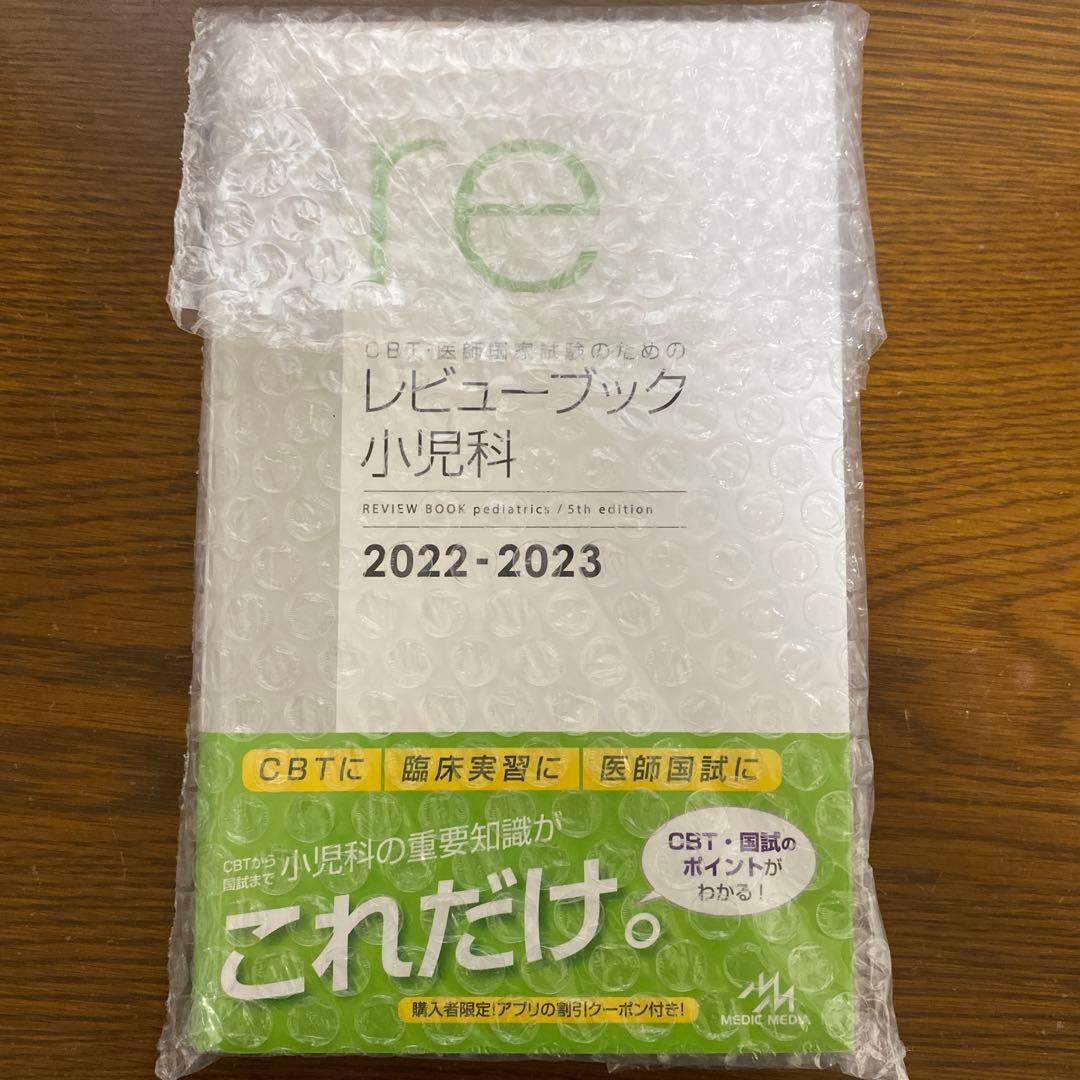 re
CBT・医師国家試験のための
レビューブック
小児科
REVIEW BOOK pediatrics / 5th edition
2022-2023
CBTに 臨床実習に 医師国試に
CBTから
国試まで
小児科の重要知識が
これだけ。
CBT・国試の
ポイントが
わかる!
購入者限定!アプリの割引クーポン付き!
MEDIC MEDIA